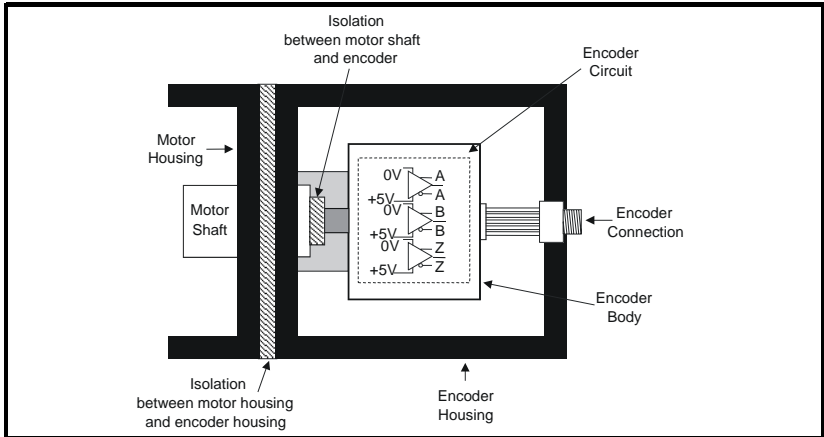 Isolation
between motor shaft
and encoder
Encoder
Circuit
Motor
Housing
Motor
Shaft
0V
A
A
+5V
0V
B
B
+5V
0V
Z
Z
+5V
Encoder
Connection
Encoder
Body
Isolation
between motor housing
and encoder housing
Encoder
Housing